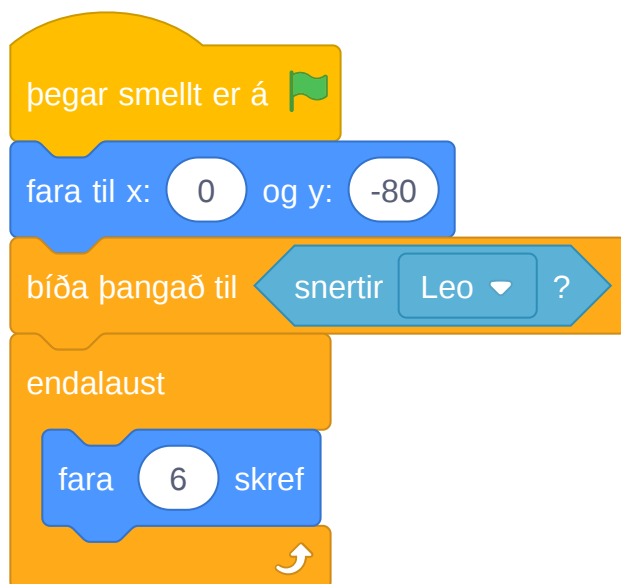 þegar smellt er á
fara til x: 0 og y: -80
bíða þangað til snertir Leo ?
endalaust
fara 6 skref